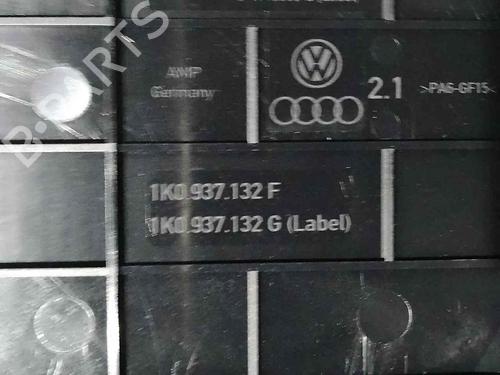 AWP
Germany
2.1
>PA6-GF15<
1K0.937.132 F
1K0.937.132 G (Label)
B-PARTS